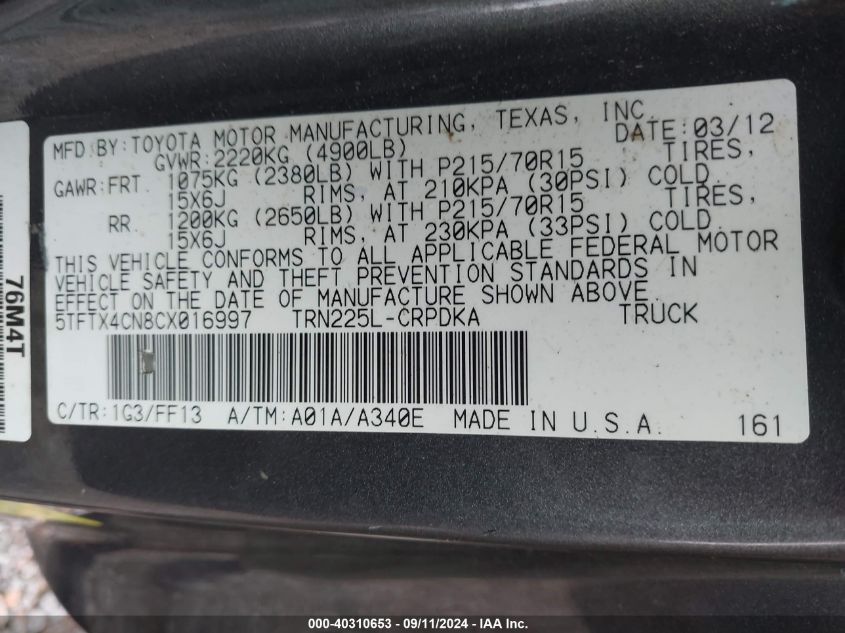 MFD. BY: TOYOTA MOTOR MANUFACTURING, TEXAS, INC.
DATE: 03/12
GVWR: 2220KG (4900LB)
GAWR: FRT. 1075KG (2380LB) WITH P215/70R15 TIRES,
15X6J RIMS, AT 210KPA (30PSI) COLD.
RR. 1200KG (2650LB) WITH P215/70R15 TIRES,
15X6J RIMS, AT 230KPA (33PSI) COLD.
THIS VEHICLE CONFORMS TO ALL APPLICABLE FEDERAL MOTOR
VEHICLE SAFETY AND THEFT PREVENTION STANDARDS IN
EFFECT ON THE DATE OF MANUFACTURE SHOWN ABOVE.
5TFTX4CN8CX016997 TRN225L-CRPDKA TRUCK
C/TR: 1G3/FF13 A/TM: A01A/A340E MADE IN U.S.A. 161
76M4T
000-40310653 - 09/11/2024 - IAAI Inc.